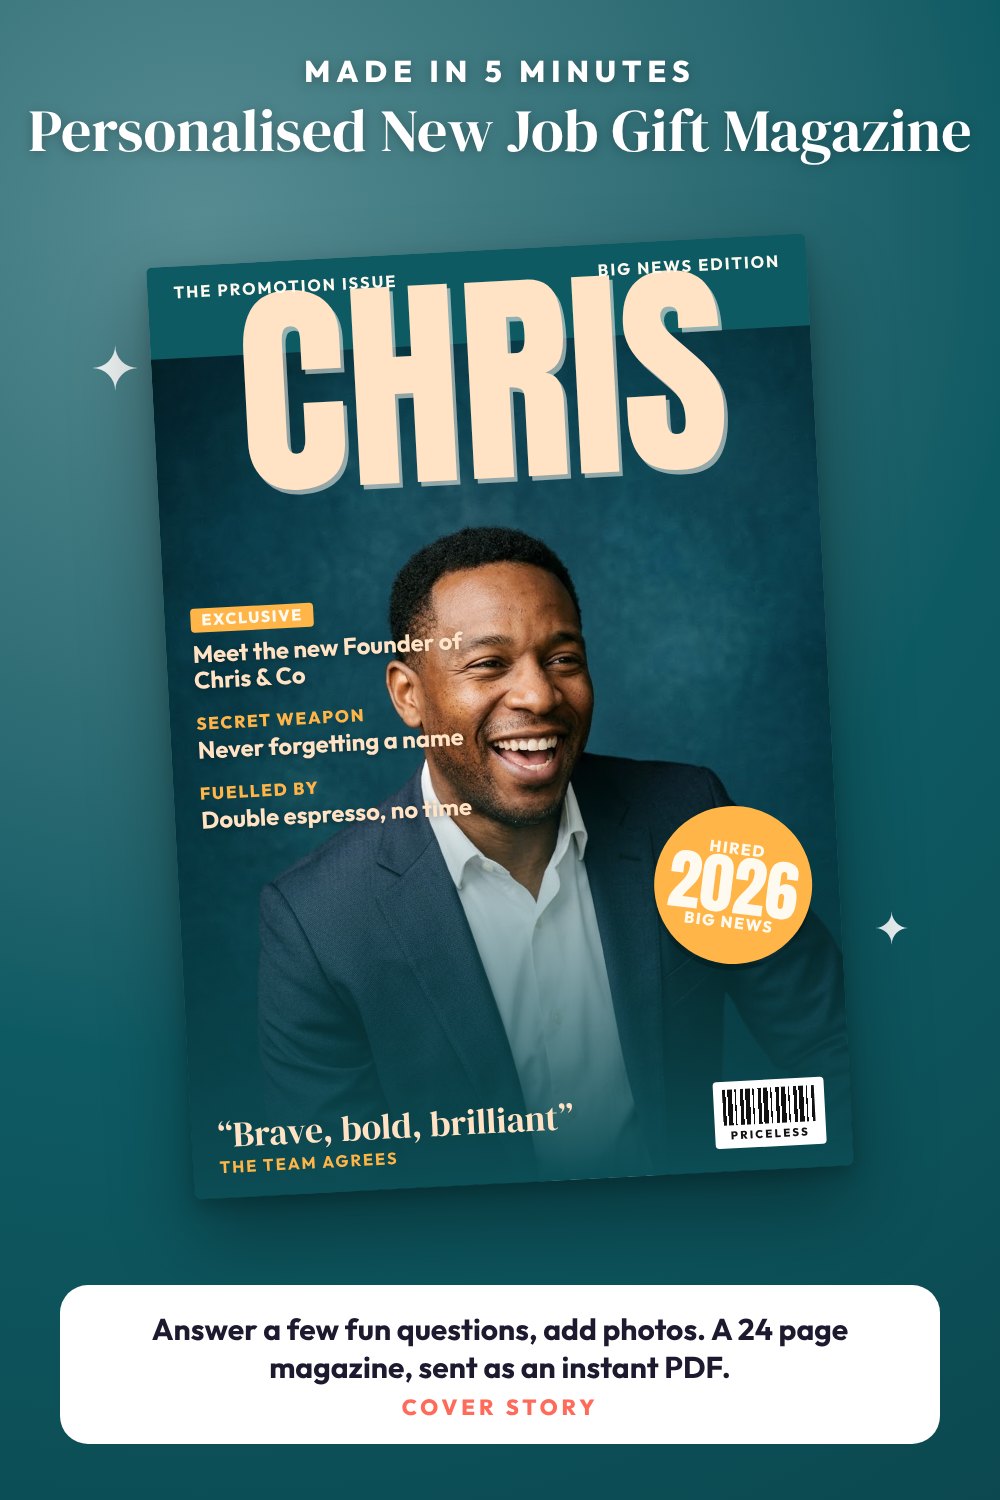 MADE IN 5 MINUTES
Personalised New Job Gift Magazine
THE PROMOTION ISSUE
BIG NEWS EDITION
CHRIS
EXCLUSIVE
Meet the new Founder of
Chris & Co
SECRET WEAPON
Never forgetting a name
FUELLED BY
Double espresso, no time
HIRED
2026
BIG NEWS
“Brave, bold, brilliant”
THE TEAM AGREES
PRICELESS
Answer a few fun questions, add photos. A 24 page
magazine, sent as an instant PDF.
COVER STORY